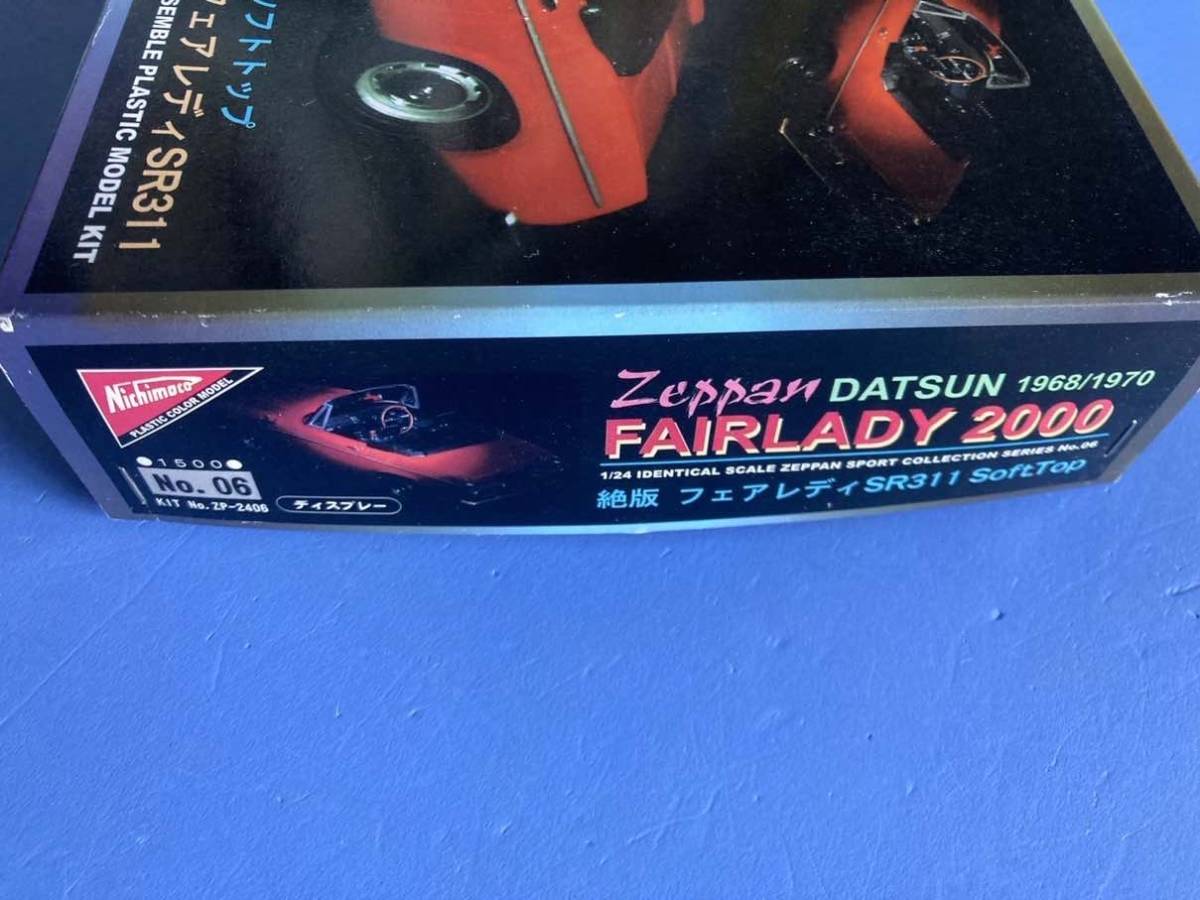 ソフトトップ
フェアレディSR311
SEMBLE PLASTIC MODEL KIT
Nichimoco
PLASTIC COLOR MODEL
●1500●
No. 06
KIT No.ZP-2406
ディスプレー
Zeppan DATSUN 1968/1970
FAIRLADY 2000
1/24 IDENTICAL SCALE ZEPPAN SPORT COLLECTION SERIES No.06
絶版 フェアレディSR311 SoftTop